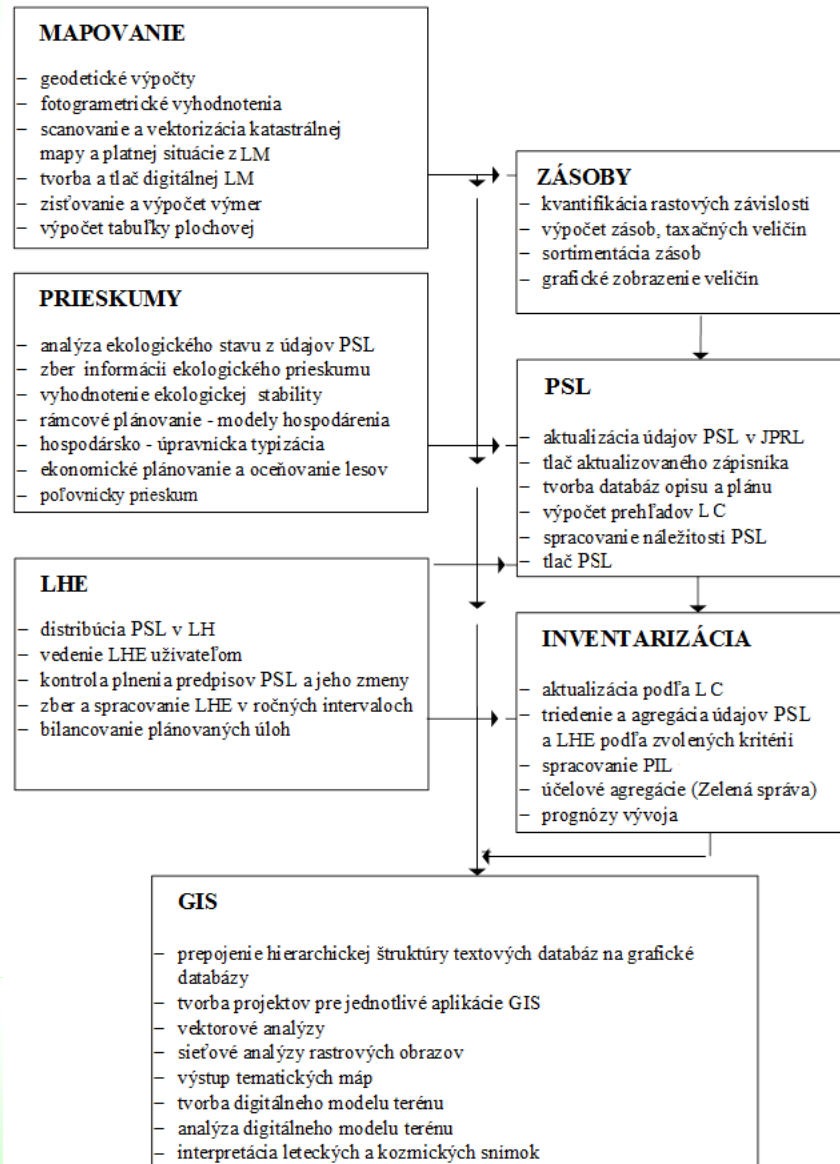 MAPOVANIE
– geodetické výpočty
– fotogrametrické vyhodnotenia
– scanovanie a vektorizácia katastrálnej
mapy a platnej situácie z LM
– tvorba a tlač digitálnej LM
– zisťovanie a výpočet výmer
– výpočet tabuľky plochovej
ZÁSOBY
– kvantifikácia rastových závislosti
– výpočet zásob, taxačných veličín
– sortimentácia zásob
– grafické zobrazenie veličín
PRIESKUMY
– analýza ekologického stavu z údajov PSL
– zber informácii ekologického prieskumu
– vyhodnotenie ekologickej stability
– rámcové plánovanie - modely hospodárenia
– hospodársko - úpravnícka typizácia
– ekonomické plánovanie a oceňovanie lesov
– poľovnícky prieskum
PSL
– aktualizácia údajov PSL v JPRL
– tlač aktualizovaného zápisníka
– tvorba databáz opisu a plánu
– výpočet prehľadov L C
– spracovanie náležitostí PSL
– tlač PSL
LHE
– distribúcia PSL v LH
– vedenie LHE užívateľom
– kontrola plnenia predpisov PSL a jeho zmeny
– zber a spracovanie LHE v ročných intervaloch
– bilancovanie plánovaných úloh
INVENTARIZÁCIA
– aktualizácia podľa L C
– triedenie a agregácia údajov PSL
a LHE podľa zvolených kritérií
– spracovanie PIL
– účelové agregácie (Zelená správa)
– prognózy vývoja
GIS
– prepojenie hierarchickej štruktúry textových databáz na grafické
databázy
– tvorba projektov pre jednotlivé aplikácie GIS
– vektorové analýzy
– sieťové analýzy rastrových obrazov
– výstup tematických máp
– tvorba digitálneho modelu terénu
– analýza digitálneho modelu terénu
– interpretácia leteckých a kozmických snímok